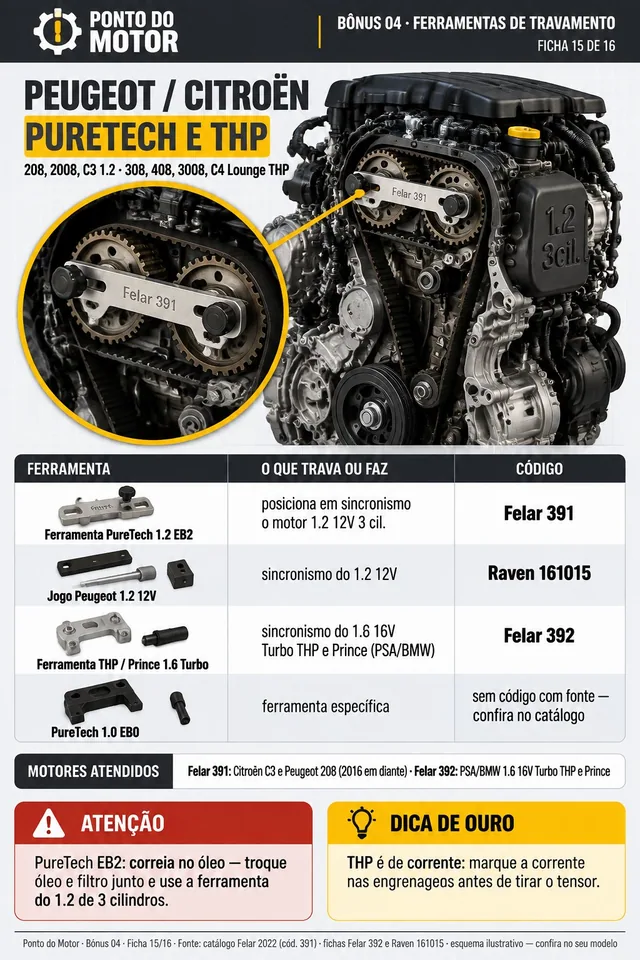 PONTO DO
MOTOR
BÔNUS 04 · FERRAMENTAS DE TRAVAMENTO
FICHA 15 DE 16
PEUGEOT / CITROËN
PURETECH E THP
208, 2008, C3 1.2 · 308, 408, 3008, C4 Lounge THP
Felar 391
1.2
3cil.
Felar 391
FERRAMENTA
O QUE TRAVA OU FAZ
CÓDIGO
Ferramenta PureTech 1.2 EB2
posiciona em sincronismo
o motor 1.2 12V 3 cil.
Felar 391
Jogo Peugeot 1.2 12V
sincronismo do 1.2 12V
Raven 161015
Ferramenta THP / Prince 1.6 Turbo
sincronismo do 1.6 16V
Turbo THP e Prince (PSA/BMW)
Felar 392
PureTech 1.0 EB0
ferramenta específica
sem código com fonte —
confira no catálogo
MOTORES ATENDIDOS
Felar 391: Citroën C3 e Peugeot 208 (2016 em diante) · Felar 392: PSA/BMW 1.6 16V Turbo THP e Prince
ATENÇÃO
PureTech EB2: correia no óleo — troque
óleo e filtro junto e use a ferramenta
do 1.2 de 3 cilindros.
DICA DE OURO
THP é de corrente: marque a corrente
nas engrenageos antes de tirar o tensor.
Ponto do Motor · Bônus 04 · Ficha 15/16 · Fonte: catálogo Felar 2022 (cód. 391) · fichas Felar 392 e Raven 161015 · esquema ilustrativo — confira no seu modelo